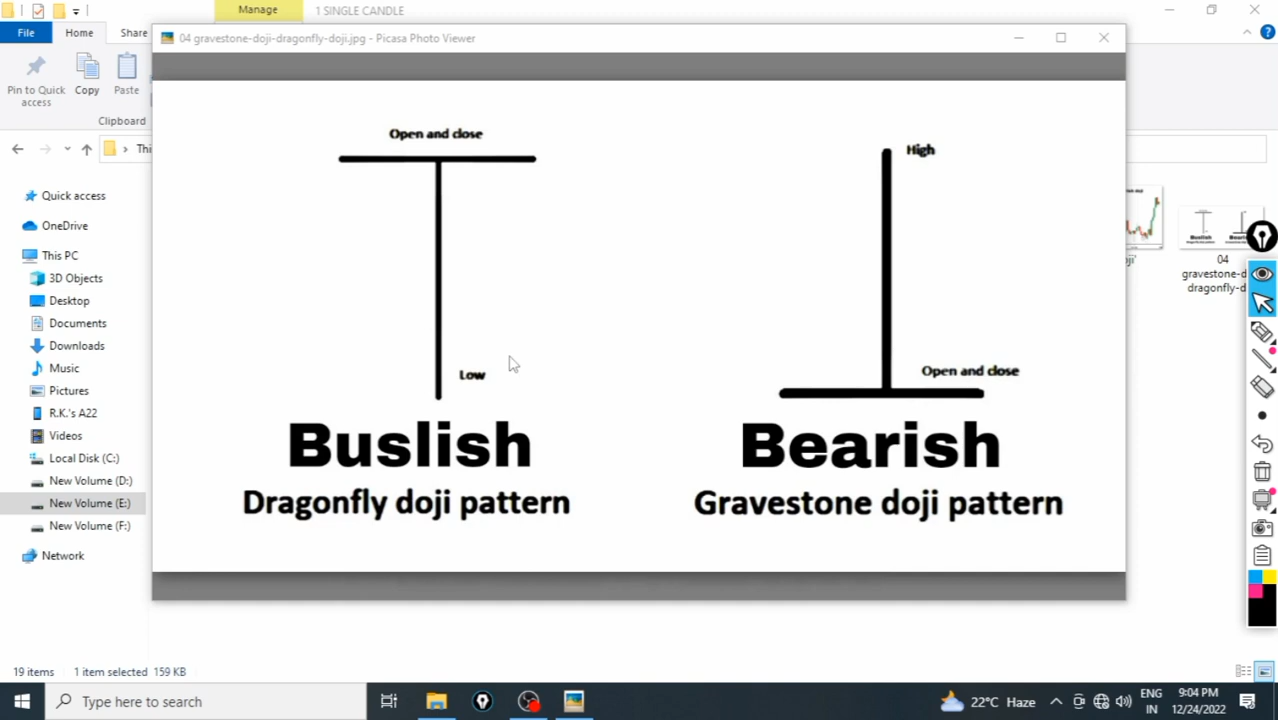 Manage
1 SINGLE CANDLE
File
Home
Share
04 gravestone-doji-dragonfly-doji.jpg - Picasa Photo Viewer
Pin to Quick
access
Copy
Paste
Clipboard
Quick access
OneDrive
This PC
3D Objects
Desktop
Documents
Downloads
Music
Pictures
R.K.'s A22
Videos
Local Disk (C:)
New Volume (D:)
New Volume (E:)
New Volume (F:)
Network
Open and close
Low
Buslish
Dragonfly doji pattern
High
Open and close
Bearish
Gravestone doji pattern
04
19 items
1 item selected 159 KB
Type here to search
22°C Haze
ENG
IN
9:04 PM
12/24/2022